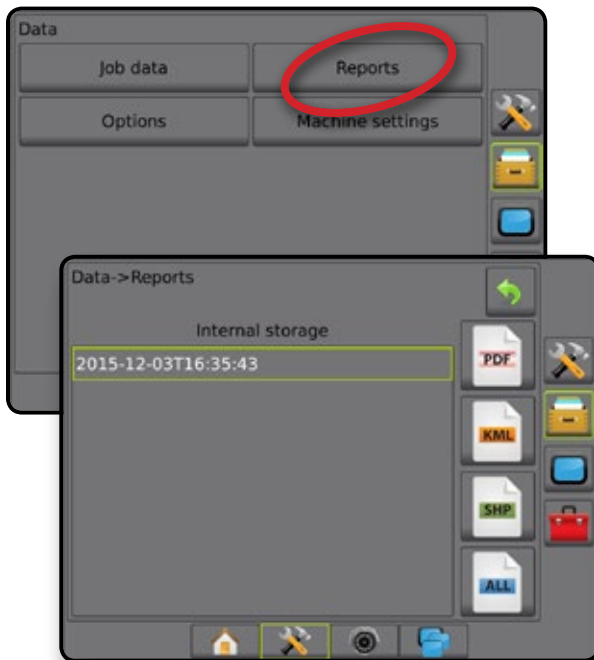 Data
Job data
Reports
Options
Machine settings
Data->Reports
Internal storage
2015-12-03T16:35:43
PDF
KML
SHP
ALL